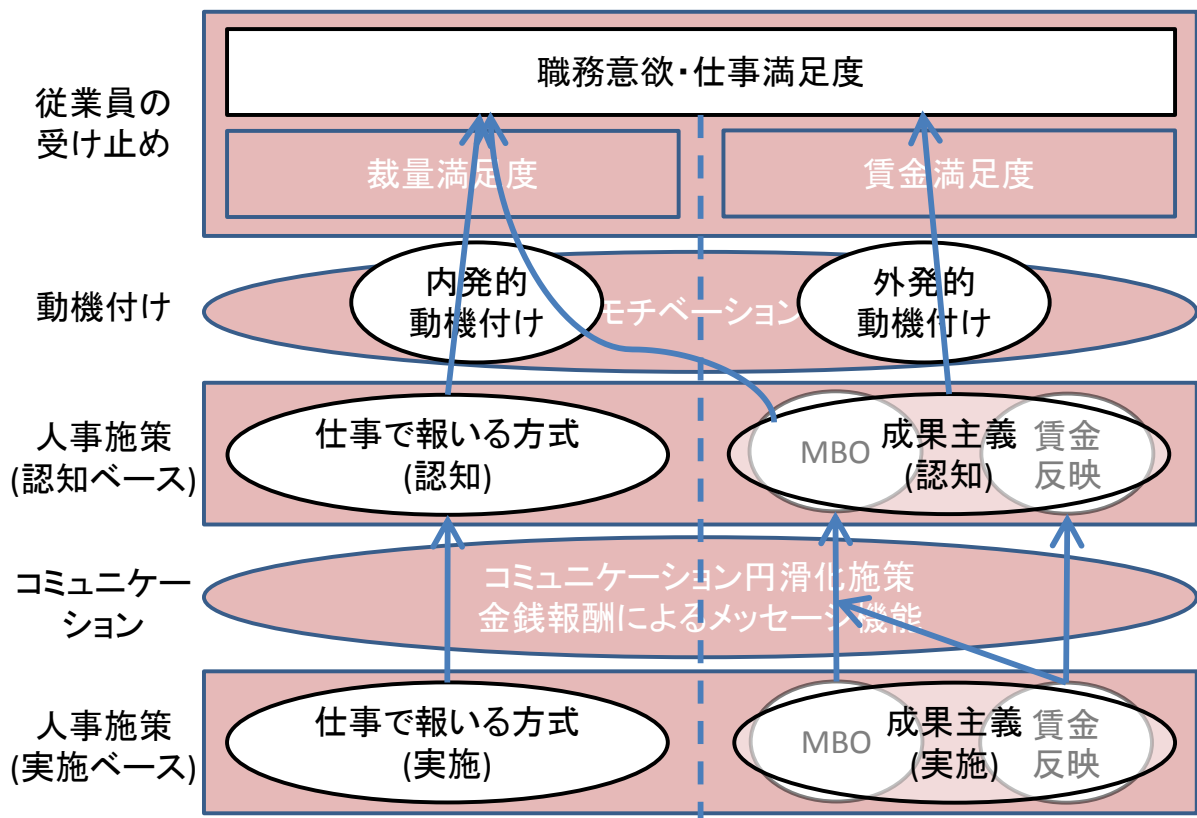 職務意欲・仕事満足度
従業員の
受け止め
裁量満足度
賃金満足度
動機付け
内発的
動機付け
モチベーション
外発的
動機付け
人事施策
(認知ベース)
仕事で報いる方式
(認知)
MBO
成果主義
(認知)
賃金
反映
コミュニケー
ション
コミュニケーション円滑化施策
金銭報酬によるメッセージ機能
人事施策
(実施ベース)
仕事で報いる方式
(実施)
MBO
成果主義
(実施)
賃金
反映